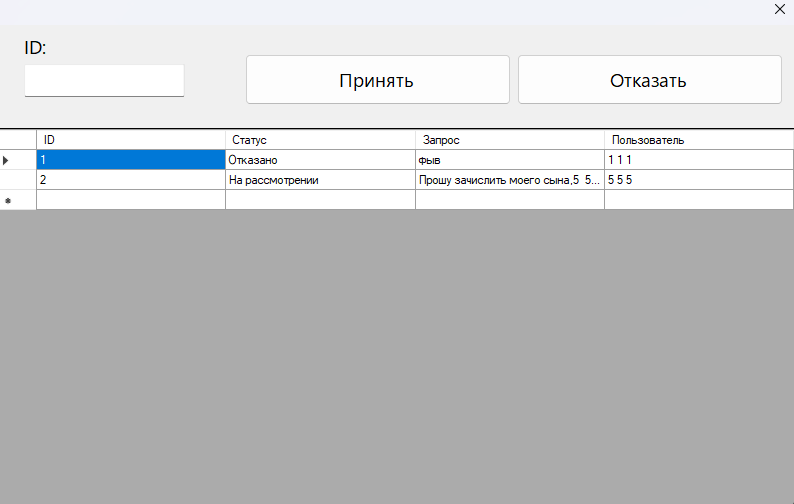 ID:
Принять Отказать
ID Статус Запрос Пользователь
1 Отказано фыв 1 1 1
2 На рассмотрении Прошу зачислить моего сына,5 5... 5 5 5